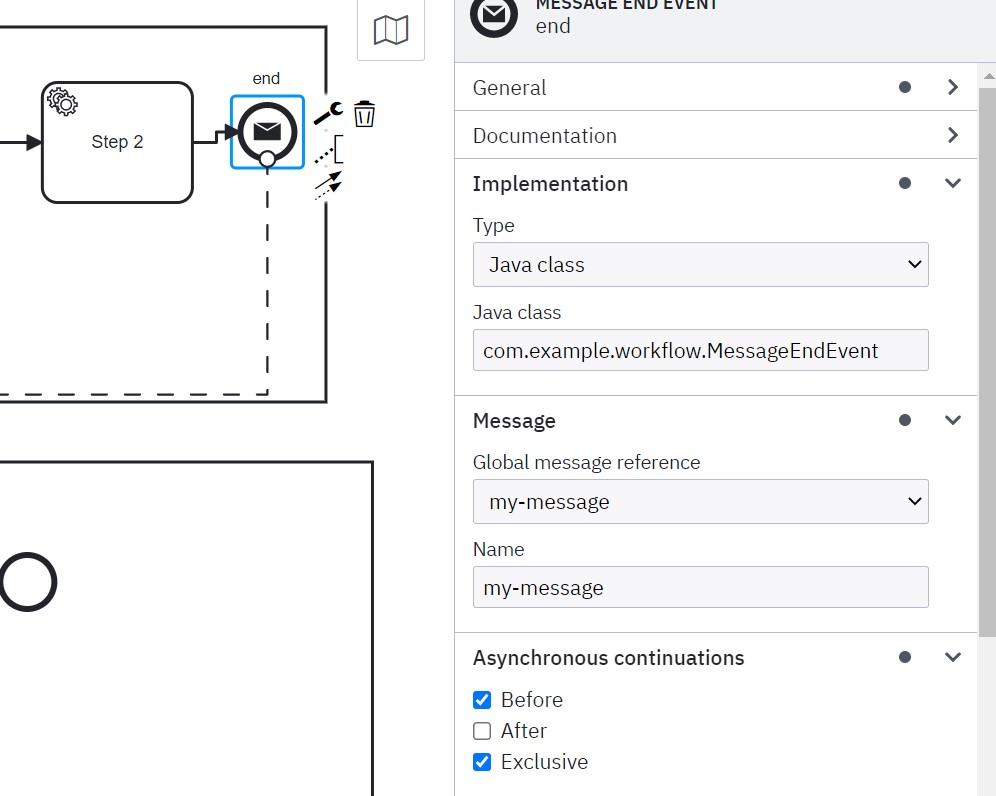 MESSAGE END EVENT
end
General
Documentation
Implementation
Type
Java class
Java class
com.example.workflow.MessageEndEvent
Message
Global message reference
my-message
Name
my-message
Asynchronous continuations
Before
After
Exclusive
end
Step 2